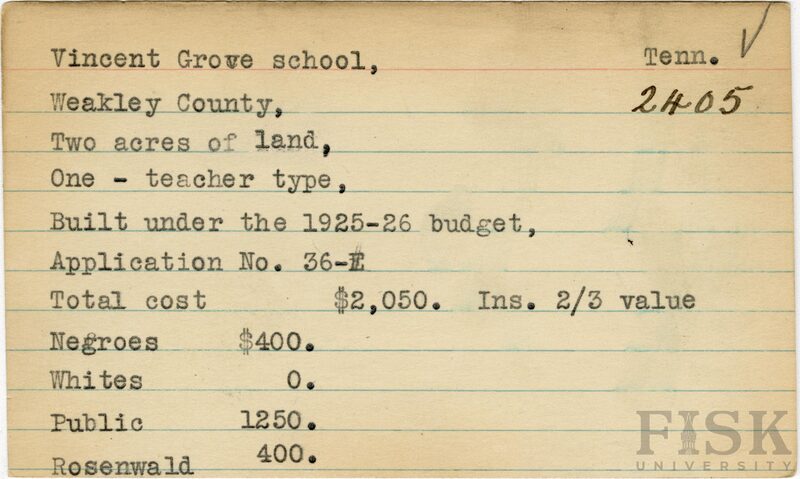 Vincent Grove school, Tenn. ✓
Weakley County, 2405
Two acres of land,
One - teacher type,
Built under the 1925-26 budget,
Application No. 36-E
Total cost $2,050. Ins. 2/3 value
Negroes $400.
Whites 0.
Public 1250.
Rosenwald 400.
FISK
UNIVERSITY